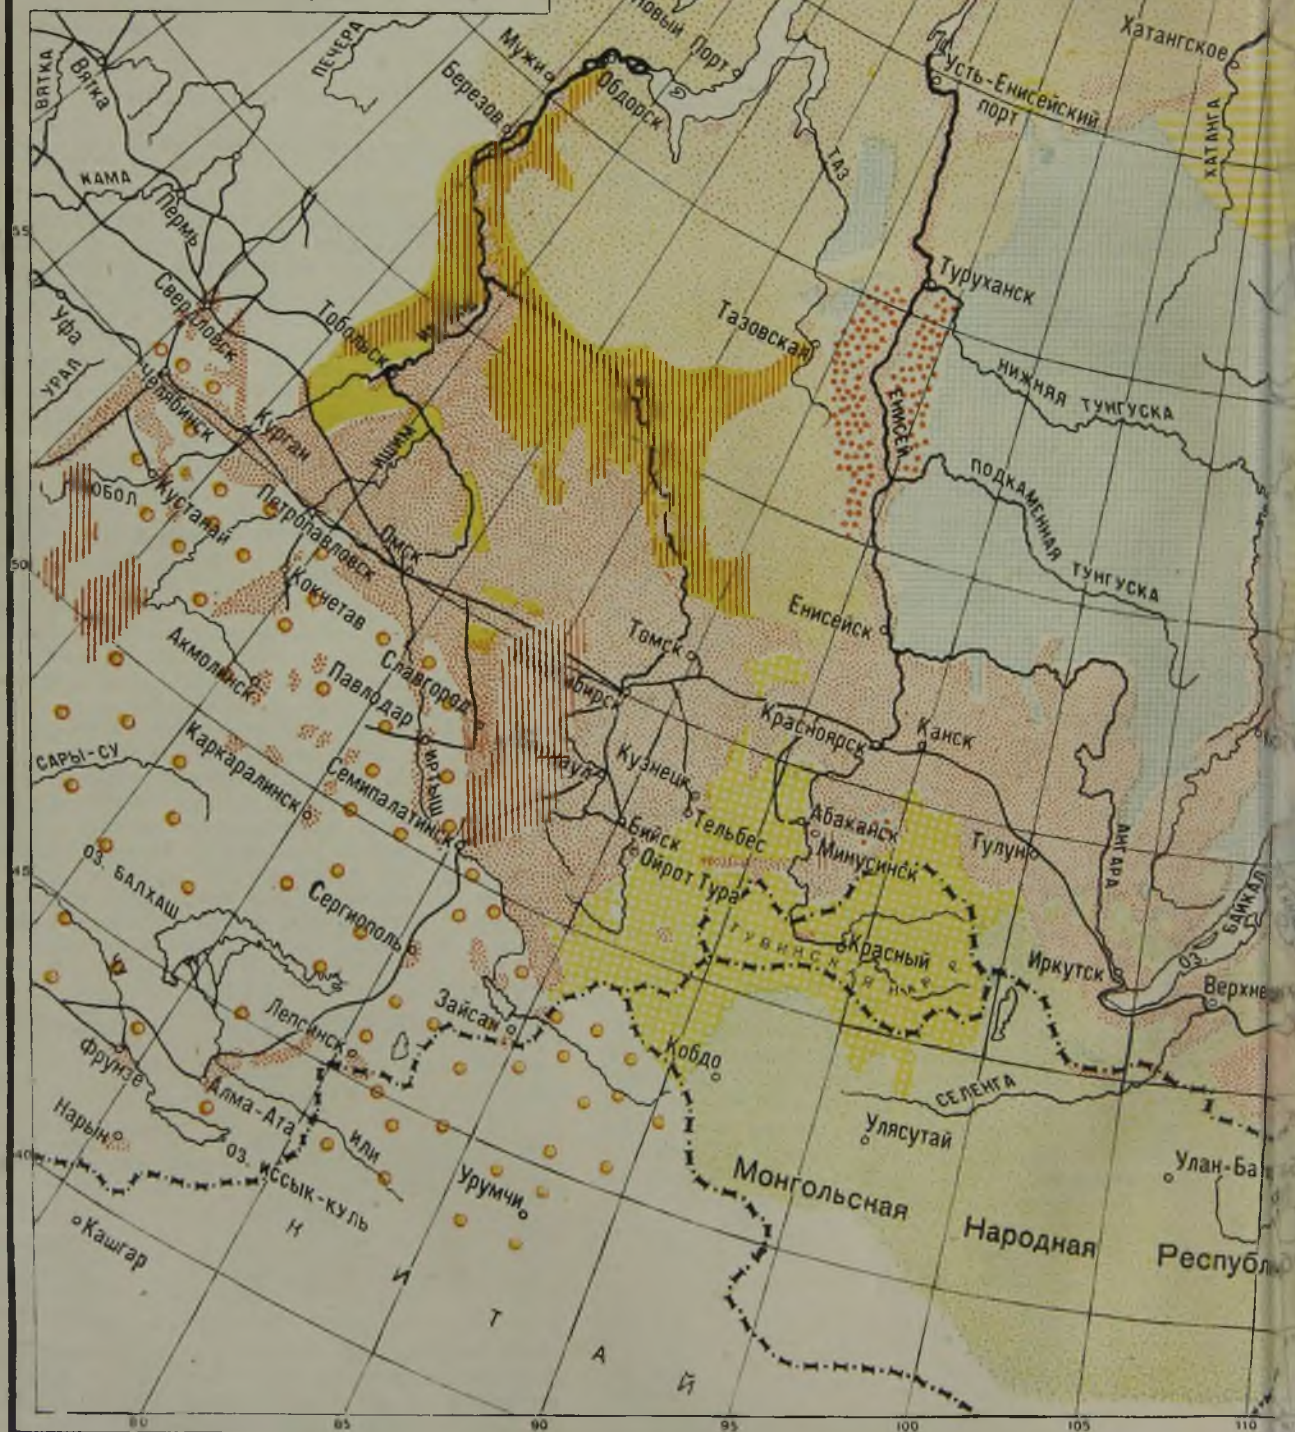 Новый Порт
Хатангское
Мужи
ПЕЧЕРА
Березов
Обдорск
Усть-Енисейский
порт
ВЯТКА
Вятка
ХАТАНГА
ТАЗ
КАМА
Пермь
55
Туруханск
Свердловск
Уфа
Тобольск
Тазовская
УРАЛ
НИЖНЯЯ ТУНГУСКА
ЕНИСЕЙ
Челябинск
Курган
ИШИМ
ПОДКАМЕННАЯ ТУНГУСКА
ТОБОЛ
Кустанай
Петропавловск
Омск
50
Кокчетав
Енисейск
Томск
Акмолинск
Павлодар
Славгород
ибирск
Красноярск
Канск
САРЫ-СУ
Каркаралинск
Семипалатинск
ИРТЫШ
наул
Кузнецк
Тельбес
Абаканск
Минусинск
Бийск
Ойрот Тура
Тулун
АНГАРА
45
ОЗ. БАЛХАШ
Сергиополь
ТУВИНСКАЯ НАР. Р.
Красный
Иркутск
ОЗ. БАЙКАЛ
Верхне
Лепсинск
Зайсан
Кобдо
СЕЛЕНГА
Фрунзе
Алма-Ата
Нарын
ИЛИ
Улясутай
40
ОЗ. ИССЫК-КУЛЬ
Урумчи
Улан-Ба
Монгольская Народная Республ
Кашгар
КИТАЙ
80 85 90 95 100 105 110